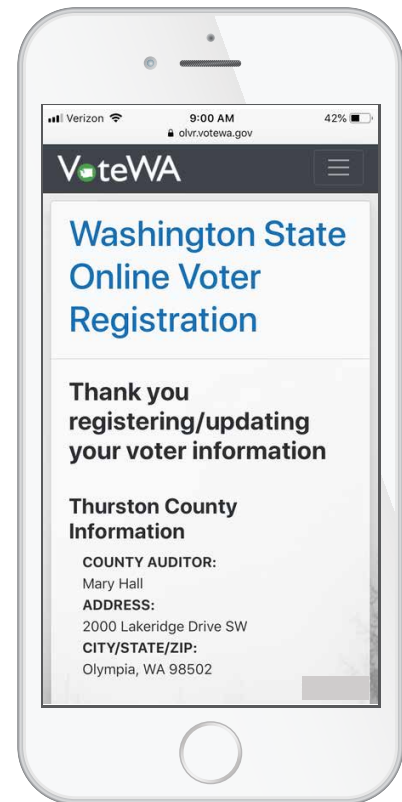 Verizon 9:00 AM 42%
olvr.votewa.gov
VoteWA
Washington State
Online Voter
Registration
Thank you
registering/updating
your voter information
Thurston County
Information
COUNTY AUDITOR:
Mary Hall
ADDRESS:
2000 Lakeridge Drive SW
CITY/STATE/ZIP:
Olympia, WA 98502